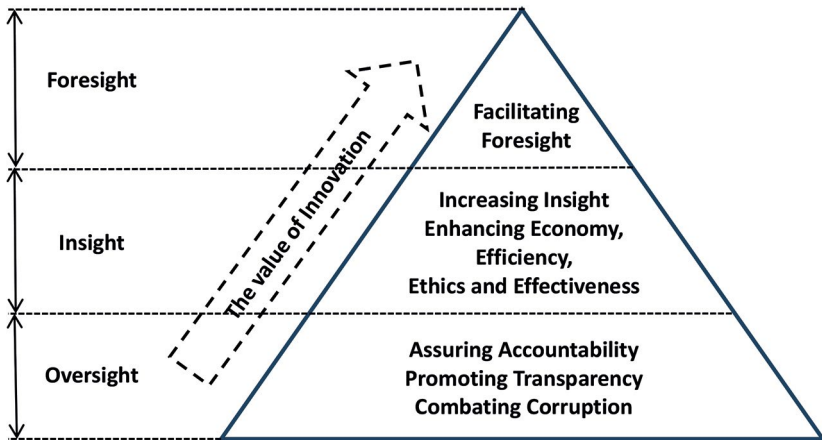 Foresight
Facilitating
Foresight
The value of Innovation
Insight
Increasing Insight
Enhancing Economy,
Efficiency,
Ethics and Effectiveness
Oversight
Assuring Accountability
Promoting Transparency
Combating Corruption